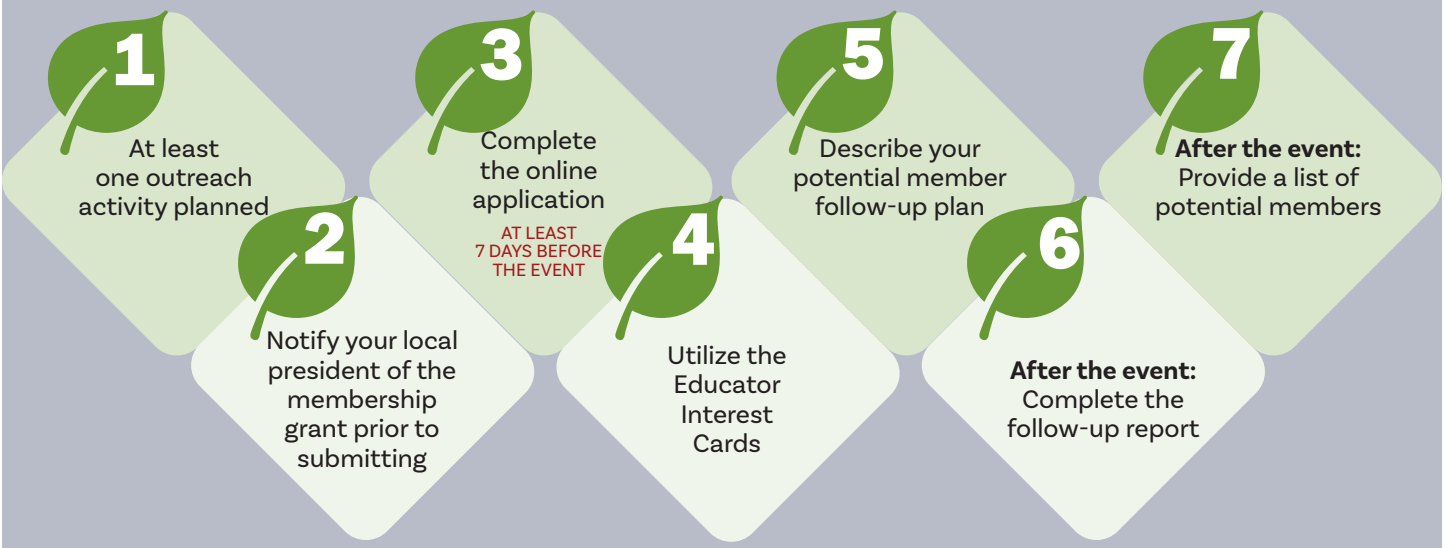 1
At least
one outreach
activity planned
2
Notify your local
president of the
membership
grant prior to
submitting
3
Complete
the online
application
AT LEAST
7 DAYS BEFORE
THE EVENT
4
Utilize the
Educator
Interest
Cards
5
Describe your
potential member
follow-up plan
6
After the event:
Complete the
follow-up report
7
After the event:
Provide a list of
potential members